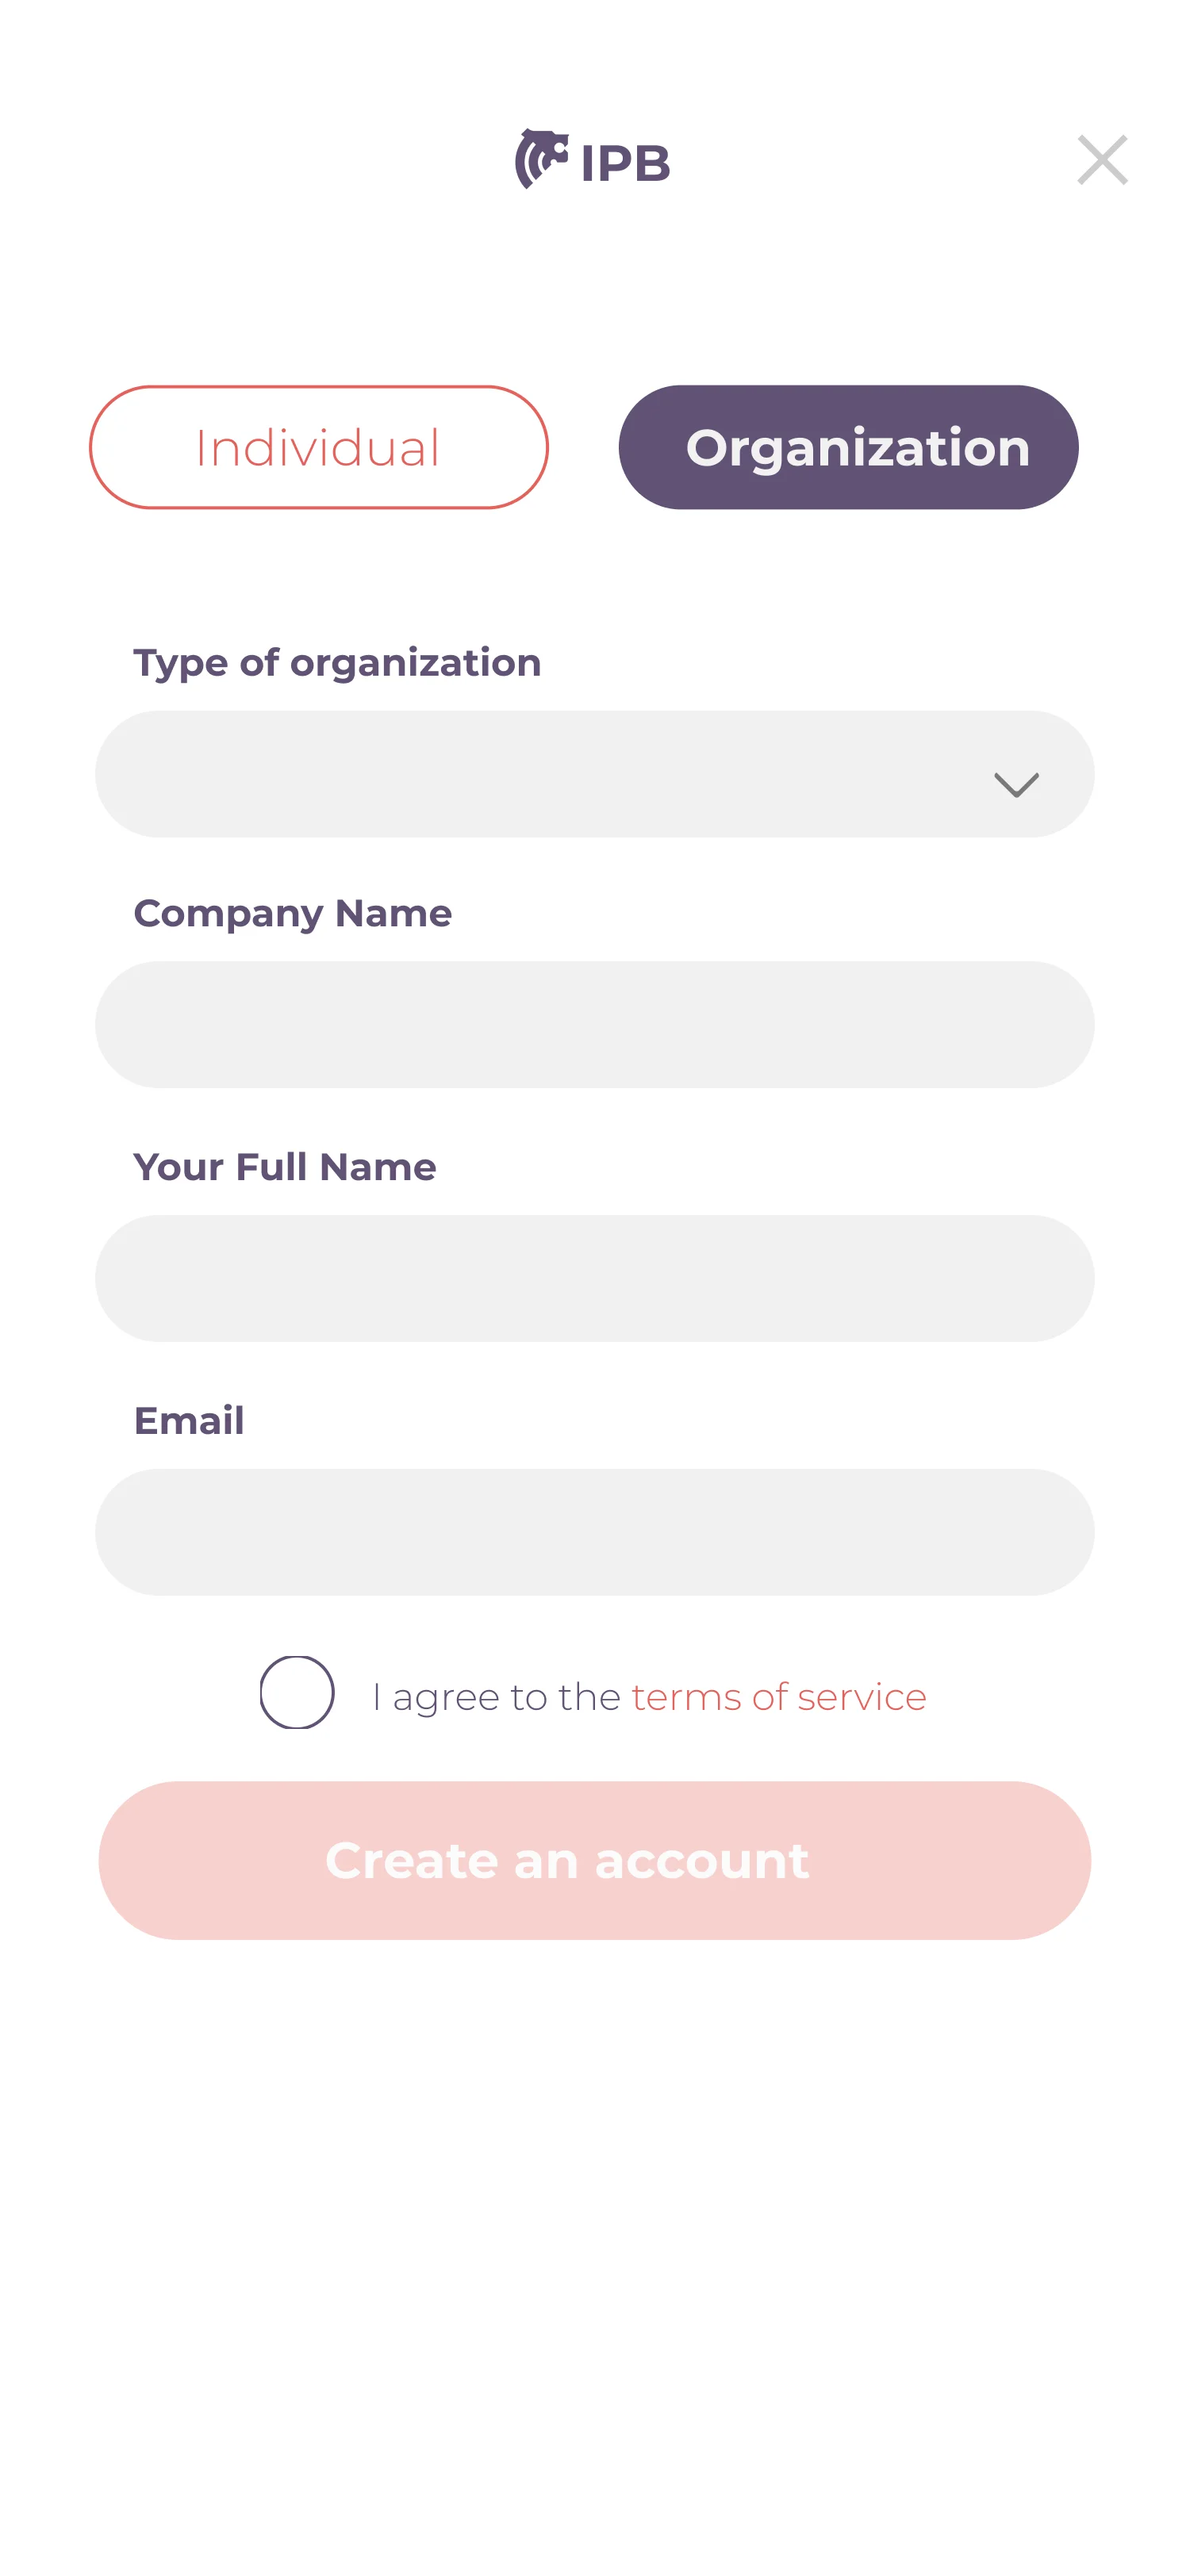 IPB
Individual
Organization
Type of organization
Company Name
Your Full Name
Email
I agree to the terms of service
Create an account